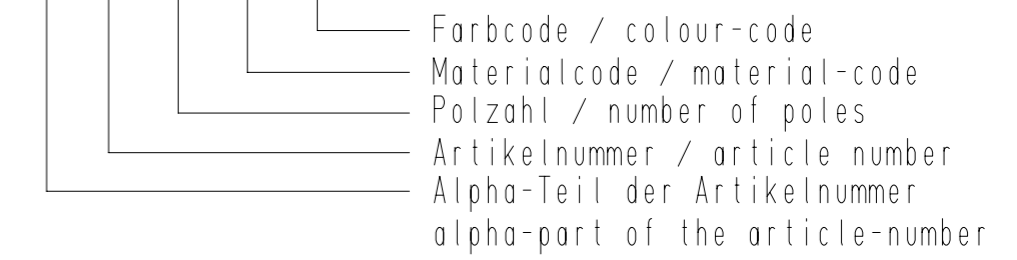 Farbcode / colour-code
Materialcode / material-code
Polzahl / number of poles
Artikelnummer / article number
Alpha-Teil der Artikelnummer
alpha-part of the article-number